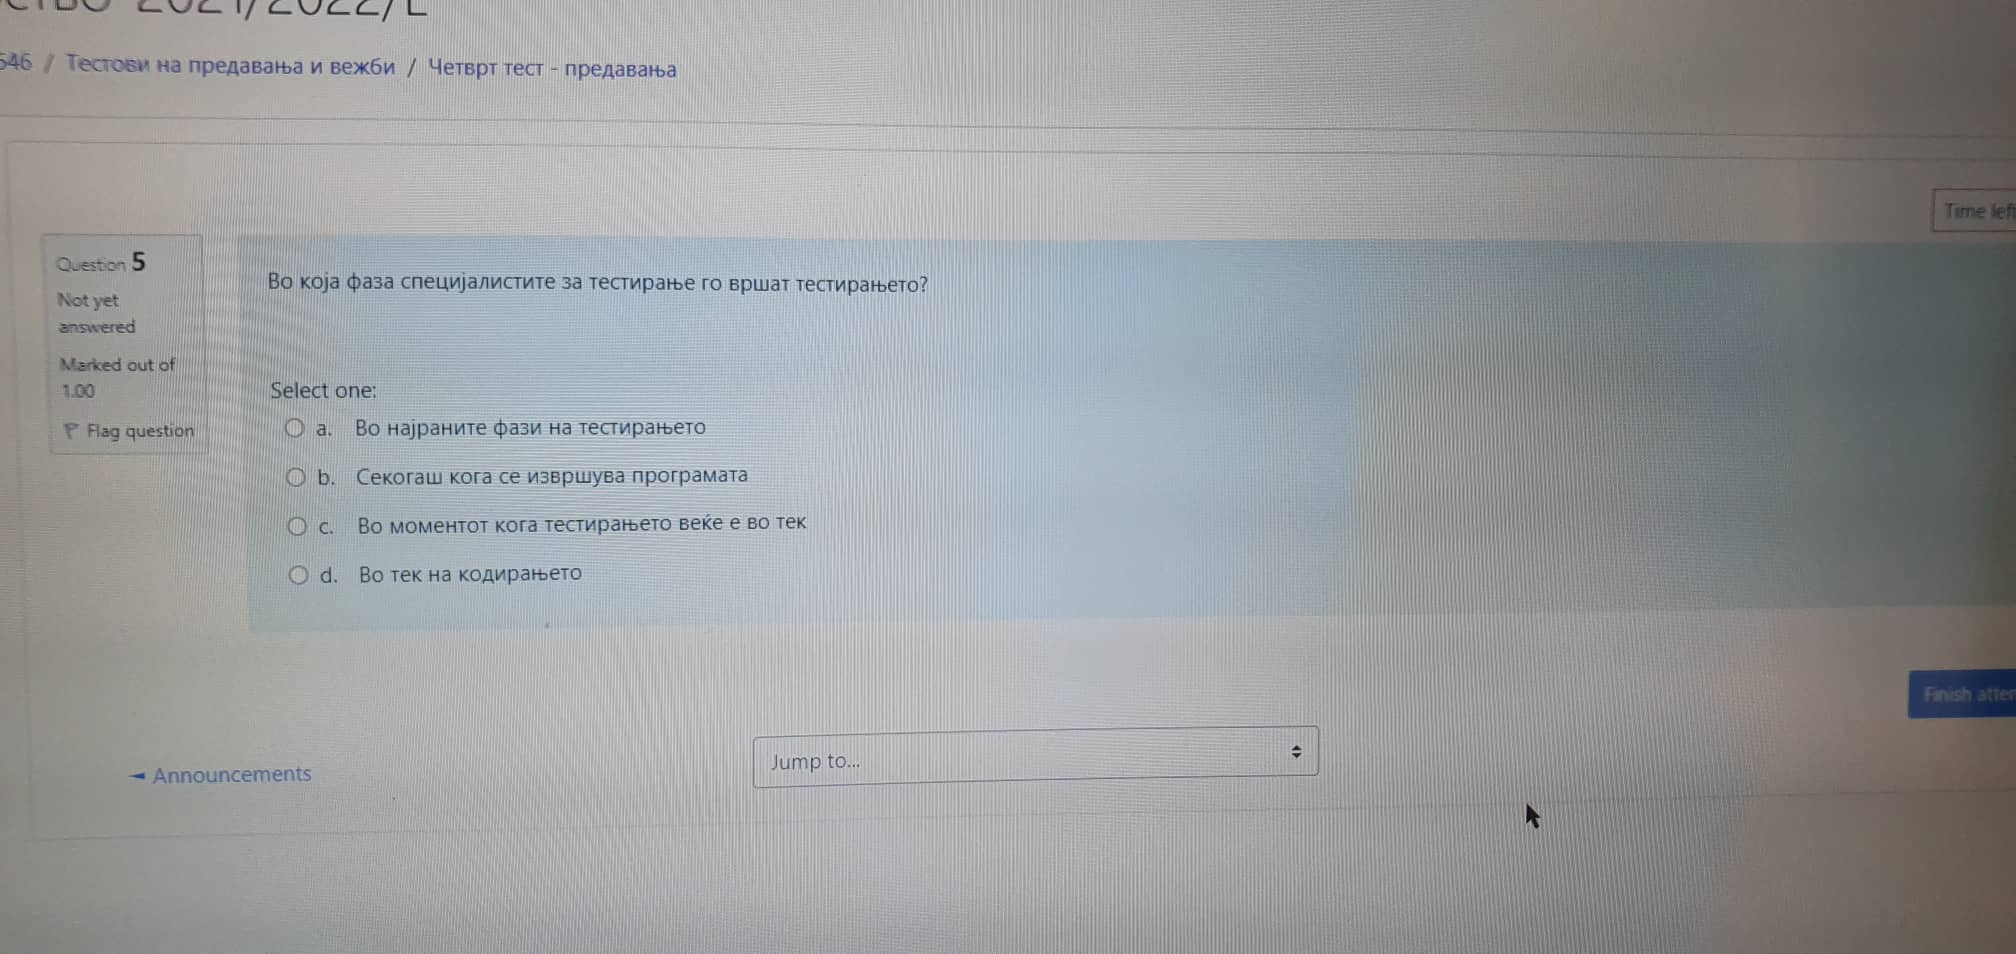 2021/2022/L
546 / Тестови на предавања и вежби / Четврт тест - предавања
Time left
Question 5
Not yet
answered
Marked out of
1.00
Flag question
Во која фаза специјалистите за тестирање го вршат тестирањето?
Select one:
a. Во најраните фази на тестирањето
b. Секогаш кога се извршува програмата
c. Во моментот кога тестирањето веќе е во тек
d. Во тек на кодирањето
Finish
◄ Announcements
Jump to...